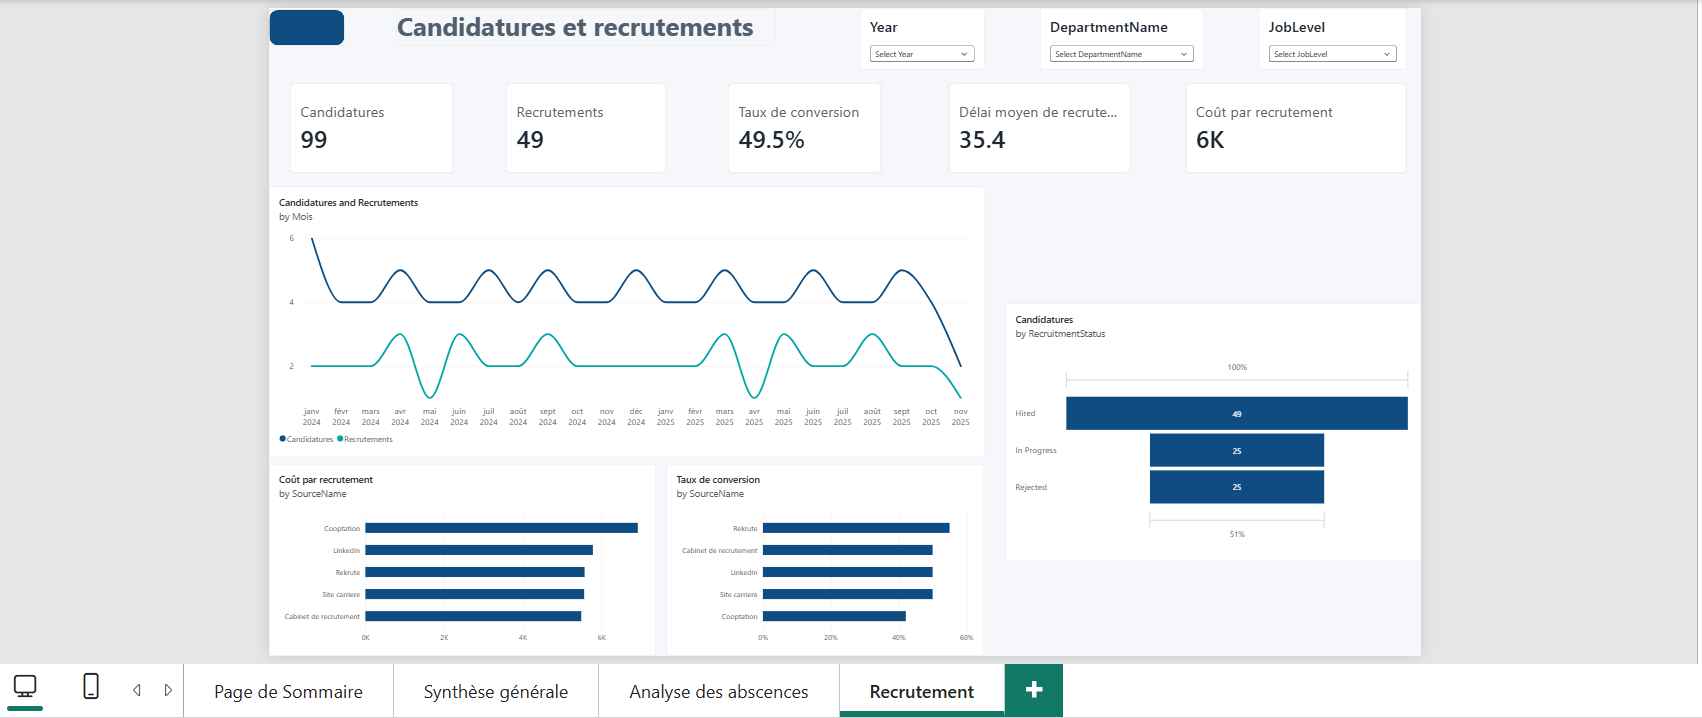 Candidatures et recrutements
Year
Select Year
DepartmentName
Select DepartmentName
JobLevel
Select JobLevel
Candidatures
99
Recrutements
49
Taux de conversion
49.5%
Délai moyen de recrute...
35.4
Coût par recrutement
6K
Candidatures and Recrutements
by Mois
6
4
2
janv févr mars avr mai juin juil août sept oct nov déc janv févr mars avr mai juin juil août sept oct nov
2024 2024 2024 2024 2024 2024 2024 2024 2024 2024 2024 2024 2025 2025 2025 2025 2025 2025 2025 2025 2025 2025 2025
Candidatures Recrutements
Candidatures
by RecruitmentStatus
100%
Hired 49
In Progress 25
Rejected 25
51%
Coût par recrutement
by SourceName
Cooptation
LinkedIn
Rekrute
Site carriere
Cabinet de recrutement
0K 2K 4K 6K
Taux de conversion
by SourceName
Rekrute
Cabinet de recrutement
LinkedIn
Site carriere
Cooptation
0% 20% 40% 60%
Page de Sommaire
Synthèse générale
Analyse des abscences
Recrutement